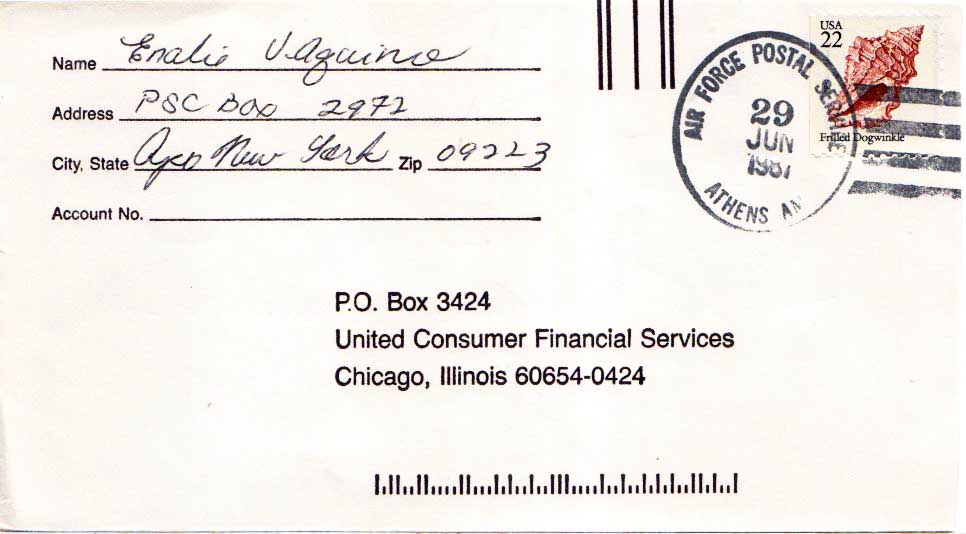 Name Enalie V. Aquino
Address PSC Box 2972
City, State Apo New York Zip 09223
Account No.
USA
22
Frilled Dogwinkle
AIR FORCE POSTAL SERVICE
29
JUN
1987
ATHENS
P.O. Box 3424
United Consumer Financial Services
Chicago, Illinois 60654-0424